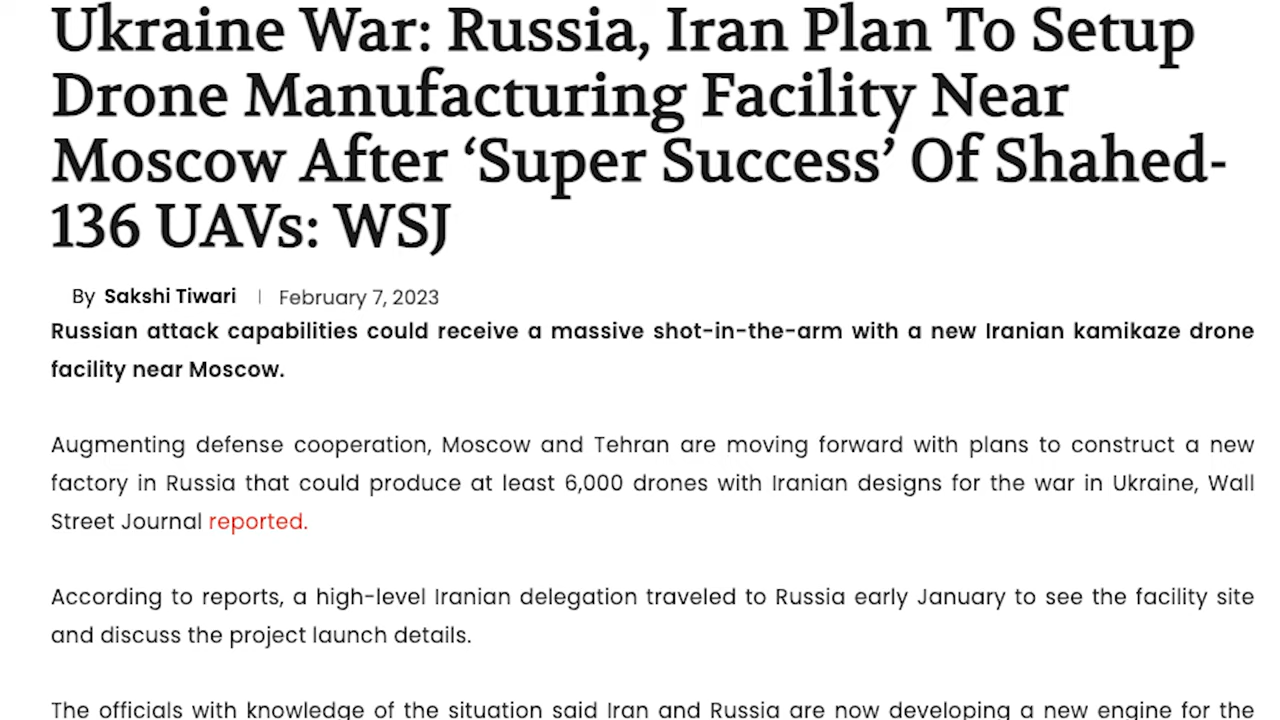 Ukraine War: Russia, Iran Plan To Setup
Drone Manufacturing Facility Near
Moscow After ‘Super Success’ Of Shahed-
136 UAVs: WSJ
By Sakshi Tiwari | February 7, 2023
Russian attack capabilities could receive a massive shot-in-the-arm with a new Iranian kamikaze drone
facility near Moscow.
Augmenting defense cooperation, Moscow and Tehran are moving forward with plans to construct a new
factory in Russia that could produce at least 6,000 drones with Iranian designs for the war in Ukraine, Wall
Street Journal reported.
According to reports, a high-level Iranian delegation traveled to Russia early January to see the facility site
and discuss the project launch details.
The officials with knowledge of the situation said Iran and Russia are now developing a new engine for the